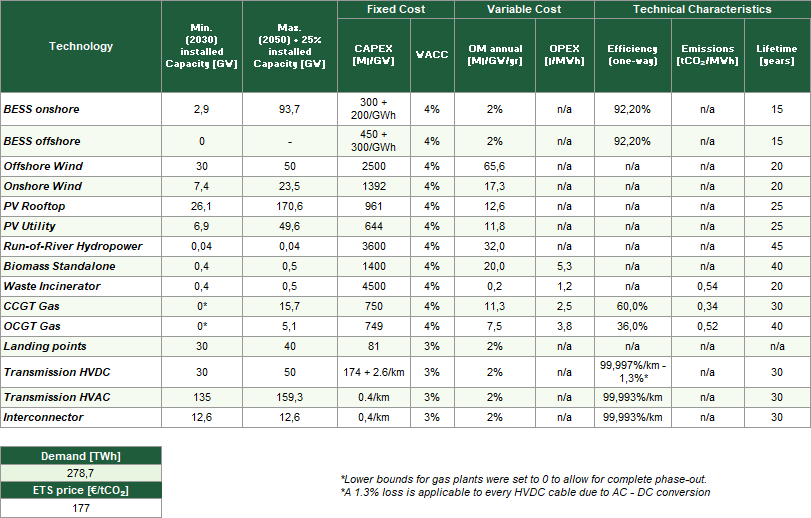 Fixed Cost Variable Cost Technical Characteristics
Technology Min. (2030) installed Capacity [GW] Max. (2050) + 25% installed Capacity [GW] CAPEX [M|/GW] WACC OM annual [M|/GW/yr] OPEX [|/MWh] Efficiency (one-way) Emissions [tCO₂/MWh] Lifetime [years]
BESS onshore 2,9 93,7 300 + 200/GWh 4% 2% n/a 92,20% n/a 15
BESS offshore 0 - 450 + 300/GWh 4% 2% n/a 92,20% n/a 15
Offshore Wind 30 50 2500 4% 65,6 n/a n/a n/a 20
Onshore Wind 7,4 23,5 1392 4% 17,3 n/a n/a n/a 20
PV Rooftop 26,1 170,6 961 4% 12,6 n/a n/a n/a 25
PV Utility 6,9 49,6 644 4% 11,8 n/a n/a n/a 25
Run-of-River Hydropower 0,04 0,04 3600 4% 32,0 n/a n/a n/a 45
Biomass Standalone 0,4 0,5 1400 4% 20,0 5,3 n/a n/a 40
Waste Incinerator 0,4 0,5 4500 4% 0,2 1,2 n/a 0,54 20
CCGT Gas 0* 15,7 750 4% 11,3 2,5 60,0% 0,34 30
OCGT Gas 0* 5,1 749 4% 7,5 3,8 36,0% 0,52 40
Landing points 30 40 81 3% 2% n/a n/a n/a n/a
Transmission HVDC 30 50 174 + 2.6/km 3% 2% n/a 99,997%/km - 1,3%* n/a 30
Transmission HVAC 135 159,3 0.4/km 3% 2% n/a 99,993%/km n/a 30
Interconnector 12,6 12,6 0,4/km 3% 2% n/a 99,993%/km n/a 30
Demand [TWh]
278,7
ETS price [€/tCO₂]
177
*Lower bounds for gas plants were set to 0 to allow for complete phase-out.
*A 1.3% loss is applicable to every HVDC cable due to AC - DC conversion